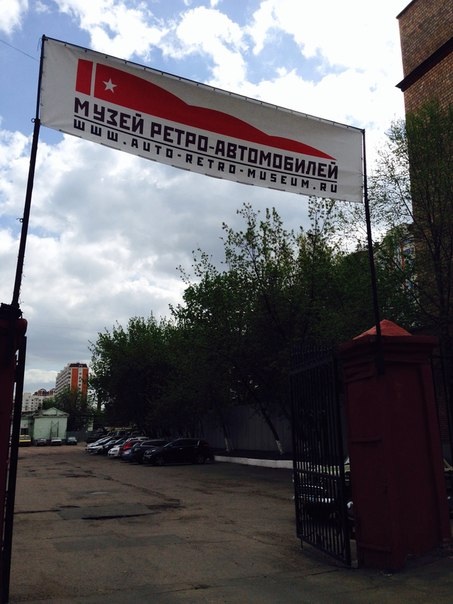 МУЗЕЙ РЕТРО-АВТОМОБИЛЕЙ
WWW.AUTO-RETRO-MUSEUM.RU